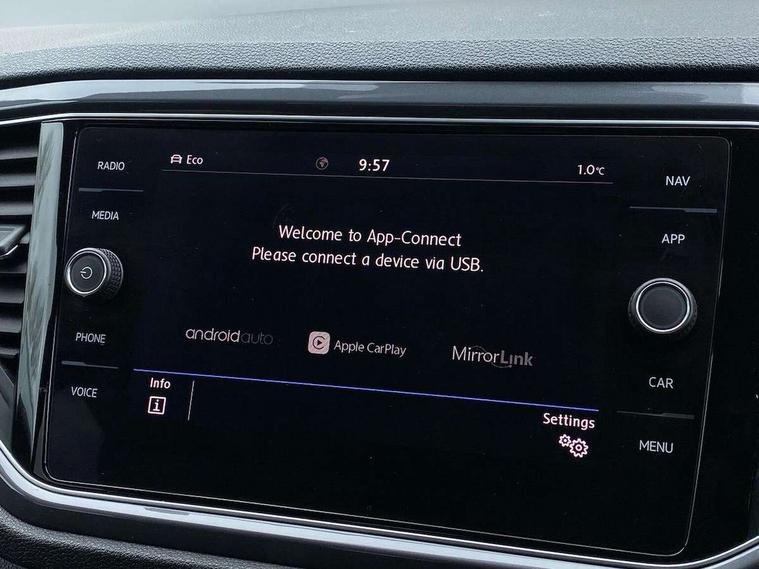 RADIO
MEDIA
PHONE
VOICE
Eco
9:57
1.0°C
Welcome to App-Connect
Please connect a device via USB.
androidauto
Apple CarPlay
MirrorLink
Info
i
Settings
NAV
APP
CAR
MENU